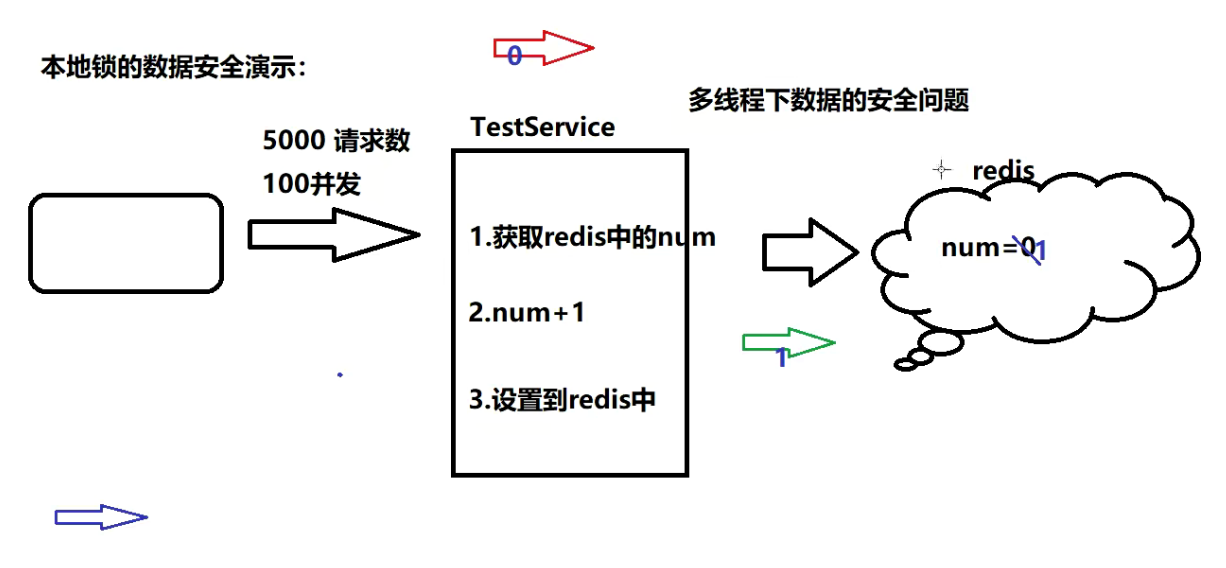 本地锁的数据安全演示：
0
多线程下数据的安全问题
5000 请求数
100并发
TestService
redis
1.获取redis中的num
num=01
2.num+1
1
3.设置到redis中